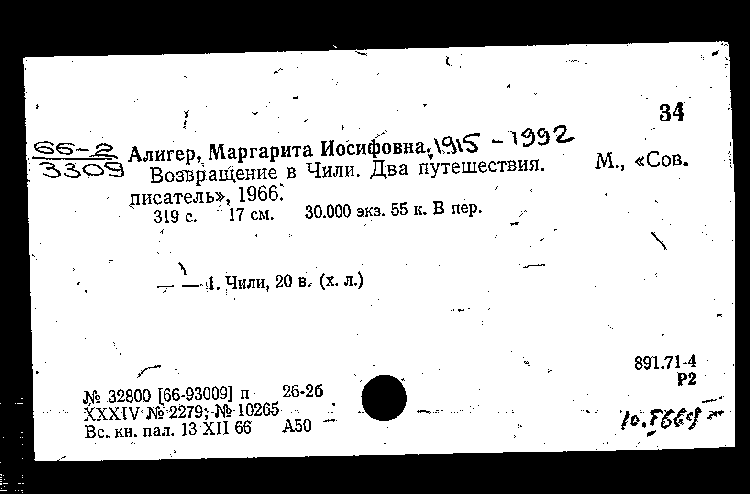 34
66-2 Алигер, Маргарита Иосифовна, 1915 - 1992
3309 Возвращение в Чили. Два путешествия. М., «Сов.
писатель», 1966.
319 с. 17 см. 30.000 экз. 55 к. В пер.
— — 1. Чили, 20 в. (х. л.)
891.71-4
Р2
№ 32800 [66-93009] п 26-26
XXXIV № 2279; № 10265
Вс. кн. пал. 13 XII 66 А50